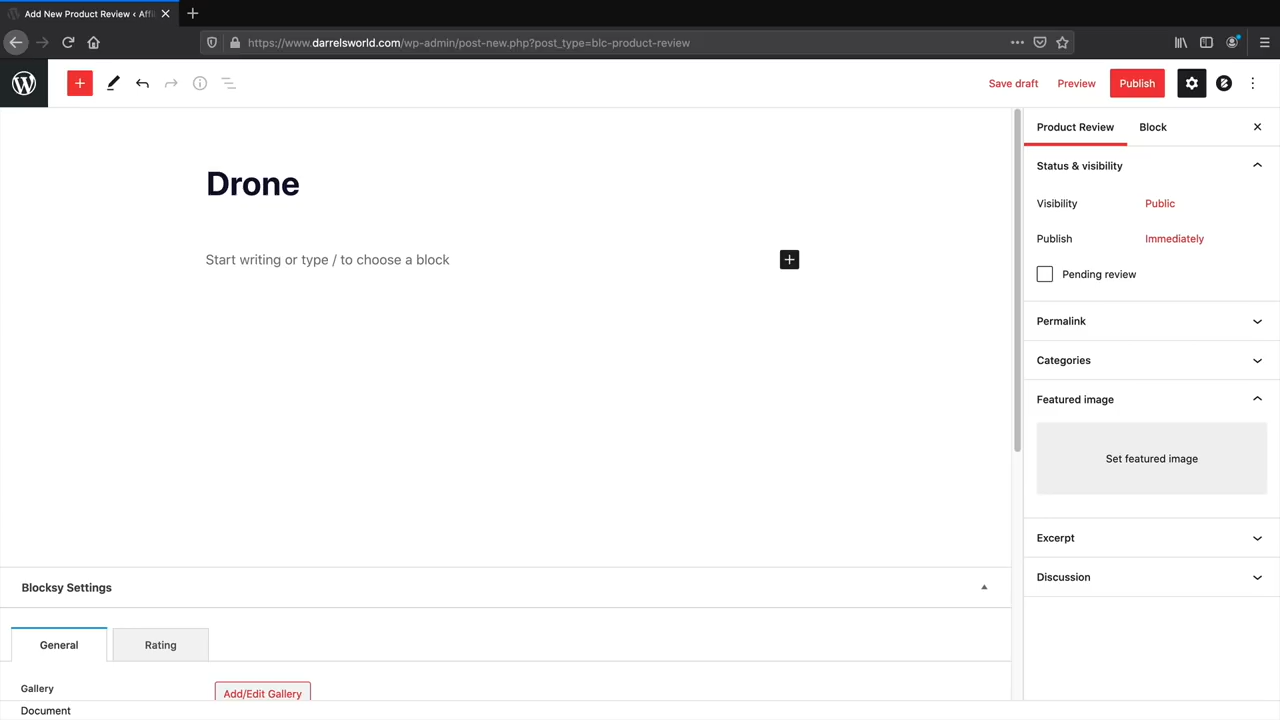 Add New Product Review ‹ Affi
https://www.darrelsworld.com/wp-admin/post-new.php?post_type=blc-product-review
Save draft
Preview
Publish
Drone
Start writing or type / to choose a block
Product Review
Block
Status & visibility
Visibility
Public
Publish
Immediately
Pending review
Permalink
Categories
Featured image
Set featured image
Excerpt
Discussion
Blocksy Settings
General
Rating
Gallery
Add/Edit Gallery
Document